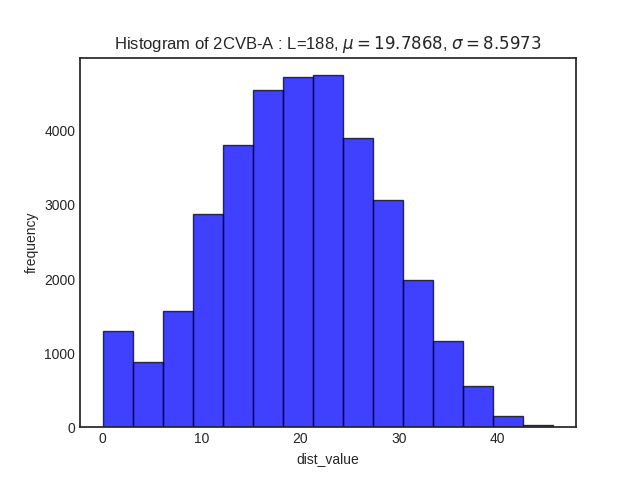 Histogram of 2CVB-A : L=188, μ = 19.7868, σ = 8.5973
frequency
4000
3000
2000
1000
0
0 10 20 30 40
dist_value